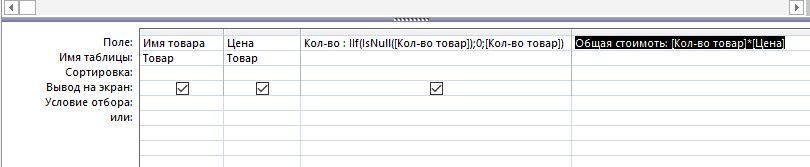 Поле: Имя товара Цена Кол-во : IIf(IsNull([Кол-во товар]);0;[Кол-во товар]) Общая стоимоть: [Кол-во товар]*[Цена]
Имя таблицы: Товар Товар
Сортировка:
Вывод на экран:
Условие отбора:
или: